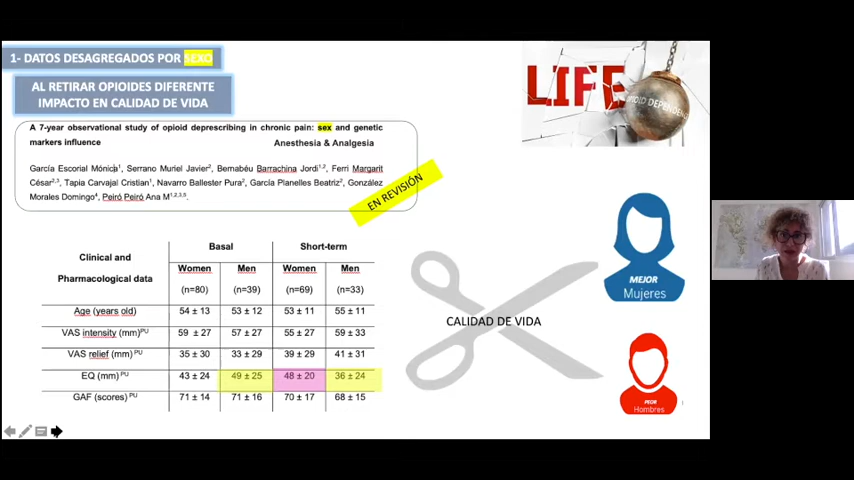 1- DATOS DESAGREGADOS POR SEXO
AL RETIRAR OPIOIDES DIFERENTE
IMPACTO EN CALIDAD DE VIDA
A 7-year observational study of opioid deprescribing in chronic pain: sex and genetic
markers influence
Anesthesia & Analgesia
García Escorial Mónica¹, Serrano Muriel Javier², Bernabéu Barrachina Jordi¹,², Ferri Margarit
César²,³, Tapia Carvajal Cristian¹, Navarro Ballester Pura², García Planelles Beatriz², González
Morales Domingo⁴, Peiró Peiró Ana M¹,²,³,⁵.
EN REVISIÓN
LIFE
OPIOID DEPENDENC
Clinical and
Pharmacological data
Basal Short-term
Women Men Women Men
(n=80) (n=39) (n=69) (n=33)
Age (years old) 54 ± 13 53 ± 12 53 ± 11 55 ± 11
VAS intensity (mm)ᴾᵁ 59 ± 27 57 ± 27 55 ± 27 59 ± 33
VAS relief (mm) ᴾᵁ 35 ± 30 33 ± 29 39 ± 29 41 ± 31
EQ (mm) ᴾᵁ 43 ± 24 49 ± 25 48 ± 20 36 ± 24
GAF (scores) ᴾᵁ 71 ± 14 71 ± 16 70 ± 17 68 ± 15
CALIDAD DE VIDA
MEJOR
Mujeres
PEOR
Hombres